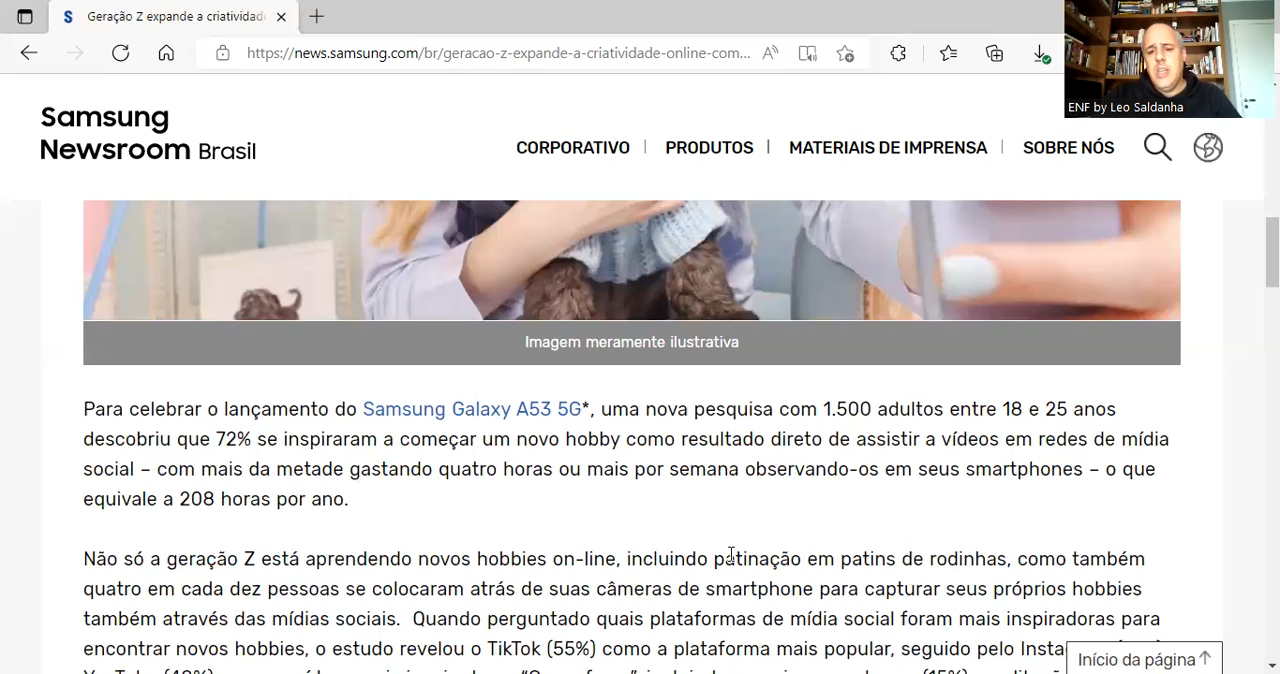 Geração Z expande a criatividad
https://news.samsung.com/br/geracao-z-expande-a-criatividade-online-com...
ENF by Leo Saldanha
Samsung
Newsroom Brasil
CORPORATIVO
PRODUTOS
MATERIAIS DE IMPRENSA
SOBRE NÓS
Imagem meramente ilustrativa
Para celebrar o lançamento do Samsung Galaxy A53 5G*, uma nova pesquisa com 1.500 adultos entre 18 e 25 anos
descobriu que 72% se inspiraram a começar um novo hobby como resultado direto de assistir a vídeos em redes de mídia
social – com mais da metade gastando quatro horas ou mais por semana observando-os em seus smartphones – o que
equivale a 208 horas por ano.
Não só a geração Z está aprendendo novos hobbies on-line, incluindo patinação em patins de rodinhas, como também
quatro em cada dez pessoas se colocaram atrás de suas câmeras de smartphone para capturar seus próprios hobbies
também através das mídias sociais. Quando perguntado quais plataformas de mídia social foram mais inspiradoras para
encontrar novos hobbies, o estudo revelou o TikTok (55%) como a plataforma mais popular, seguido pelo
Início da página